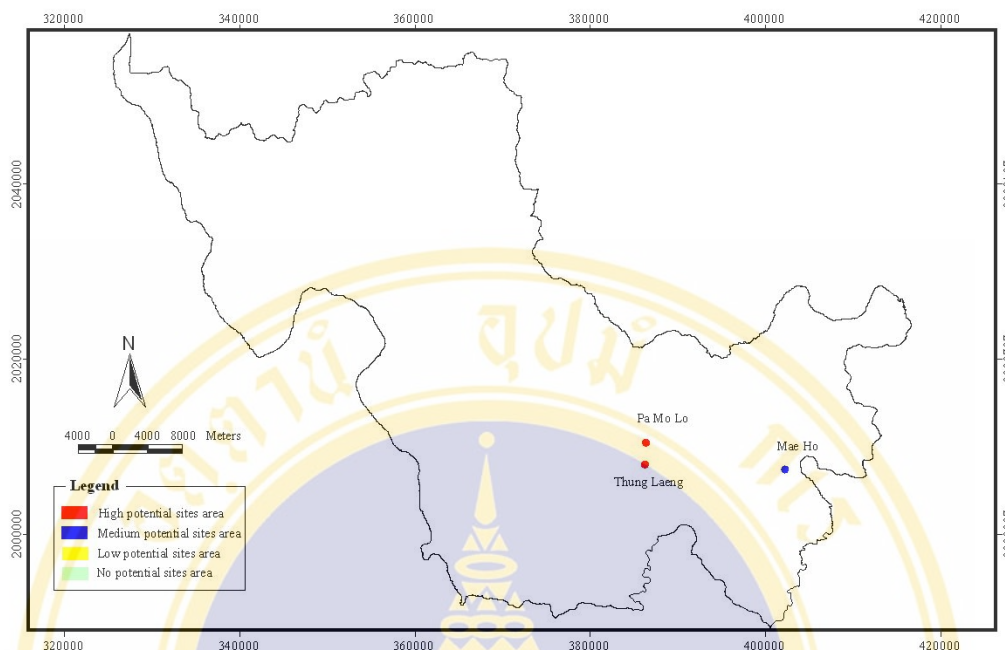 320000 340000 360000 380000 400000 420000
2040000
2020000
2000000
N
4000 0 4000 8000 Meters
Pa Mo Lo
Mae Ho
Thung Laeng
Legend
High potential sites area
Medium potential sites area
Low potential sites area
No potential sites area
320000 340000 360000 380000 400000 420000